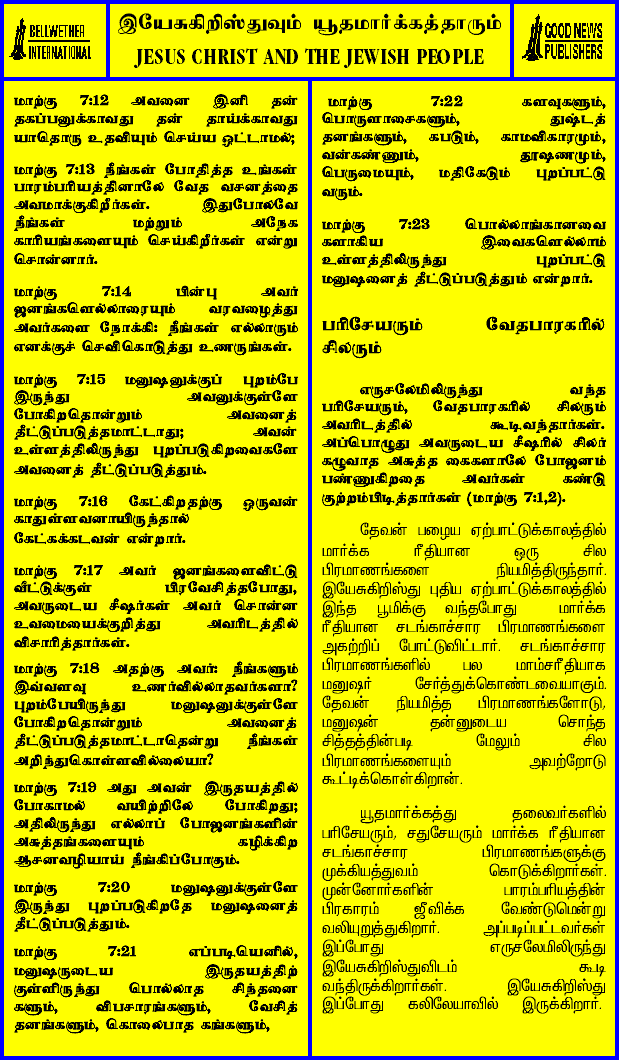 BELLWETHER
INTERNATIONAL
இயேசுகிறிஸ்துவும் யூதமார்க்கத்தாரும்
JESUS CHRIST AND THE JEWISH PEOPLE
GOOD NEWS
PUBLISHERS
மாற்கு 7:12 அவனை இனி தன்
தகப்பனுக்காவது தன் தாய்க்காவது
யாதொரு உதவியும் செய்ய ஒட்டாமல்;
மாற்கு 7:13 நீங்கள் போதித்த உங்கள்
பாரம்பரியத்தினாலே வேத வசனத்தை
அவமாக்குகிறீர்கள். இதுபோலவே
நீங்கள் மற்றும் அநேக
காரியங்களையும் செய்கிறீர்கள் என்று
சொன்னார்.
மாற்கு 7:14 பின்பு அவர்
ஜனங்களெல்லாரையும் வரவழைத்து
அவர்களை நோக்கி: நீங்கள் எல்லாரும்
எனக்குச் செவிகொடுத்து உணருங்கள்.
மாற்கு 7:15 மனுஷனுக்குப் புறம்பே
இருந்து அவனுக்குள்ளே
போகிறதொன்றும் அவனைத்
தீட்டுப்படுத்தமாட்டாது; அவன்
உள்ளத்திலிருந்து புறப்படுகிறவைகளே
அவனைத் தீட்டுப்படுத்தும்.
மாற்கு 7:16 கேட்கிறதற்கு ஒருவன்
காதுள்ளவனாயிருந்தால்
கேட்கக்கடவன் என்றார்.
மாற்கு 7:17 அவர் ஜனங்களைவிட்டு
வீட்டுக்குள் பிரவேசித்தபோது,
அவருடைய சீஷர்கள் அவர் சொன்ன
உவமையைக்குறித்து அவரிடத்தில்
விசாரித்தார்கள்.
மாற்கு 7:18 அதற்கு அவர்: நீங்களும்
இவ்வளவு உணர்வில்லாதவர்களா?
புறம்பேயிருந்து மனுஷனுக்குள்ளே
போகிறதொன்றும் அவனைத்
தீட்டுப்படுத்தமாட்டாதென்று நீங்கள்
அறிந்துகொள்ளவில்லையா?
மாற்கு 7:19 அது அவன் இருதயத்தில்
போகாமல் வயிற்றிலே போகிறது;
அதிலிருந்து எல்லாப் போஜனங்களின்
அசுத்தங்களையும் கழிக்கிற
ஆசனவழியாய் நீங்கிப்போகும்.
மாற்கு 7:20 மனுஷனுக்குள்ளே
இருந்து புறப்படுகிறதே மனுஷனைத்
தீட்டுப்படுத்தும்.
மாற்கு 7:21 எப்படியெனில்,
மனுஷருடைய இருதயத்திற்
குள்ளிருந்து பொல்லாத சிந்தனை
களும், விபசாரங்களும், வேசித்
தனங்களும், கொலைபாத கங்களும்,
மாற்கு 7:22 களவுகளும்,
பொருளாசைகளும், துஷ்டத்
தனங்களும், கபடும், காமவிகாரமும்,
வன்கண்ணும், தூஷணமும்,
பெருமையும், மதிகேடும் புறப்பட்டு
வரும்.
மாற்கு 7:23 பொல்லாங்கானவை
களாகிய இவைகளெல்லாம்
உள்ளத்திலிருந்து புறப்பட்டு
மனுஷனைத் தீட்டுப்படுத்தும் என்றார்.
பரிசேயரும் வேதபாரகரில்
சிலரும்
எருசலேமிலிருந்து வந்த
பரிசேயரும், வேதபாரகரில் சிலரும்
அவரிடத்தில் கூடிவந்தார்கள்.
அப்பொழுது அவருடைய சீஷரில் சிலர்
கழுவாத அசுத்த கைகளாலே போஜனம்
பண்ணுகிறதை அவர்கள் கண்டு
குற்றம்பிடித்தார்கள் (மாற்கு 7:1,2).
தேவன் பழைய ஏற்பாட்டுக்காலத்தில்
மார்க்க ரீதியான ஒரு சில
பிரமாணங்களை நியமித்திருந்தார்.
இயேசுகிறிஸ்து புதிய ஏற்பாட்டுக்காலத்தில்
இந்த பூமிக்கு வந்தபோது மார்க்க
ரீதியான சடங்காச்சார பிரமாணங்களை
அகற்றிப் போட்டுவிட்டார். சடங்காச்சார
பிரமாணங்களில் பல மாம்சரீதியாக
மனுஷர் சேர்த்துக்கொண்டவையாகும்.
தேவன் நியமித்த பிரமாணங்களோடு,
மனுஷன் தன்னுடைய சொந்த
சித்தத்தின்படி மேலும் சில
பிரமாணங்களையும் அவற்றோடு
கூட்டிக்கொள்கிறான்.
யூதமார்க்கத்து தலைவர்களில்
பரிசேயரும், சதுசேயரும் மார்க்க ரீதியான
சடங்காச்சார பிரமாணங்களுக்கு
முக்கியத்துவம் கொடுக்கிறார்கள்.
முன்னோர்களின் பாரம்பரியத்தின்
பிரகாரம் ஜீவிக்க வேண்டுமென்று
வலியுறுத்துகிறார். அப்படிப்பட்டவர்கள்
இப்போது எருசலேமிலிருந்து
இயேசுகிறிஸ்துவிடம் கூடி
வந்திருக்கிறார்கள். இயேசுகிறிஸ்து
இப்போது கலிலேயாவில் இருக்கிறார்.